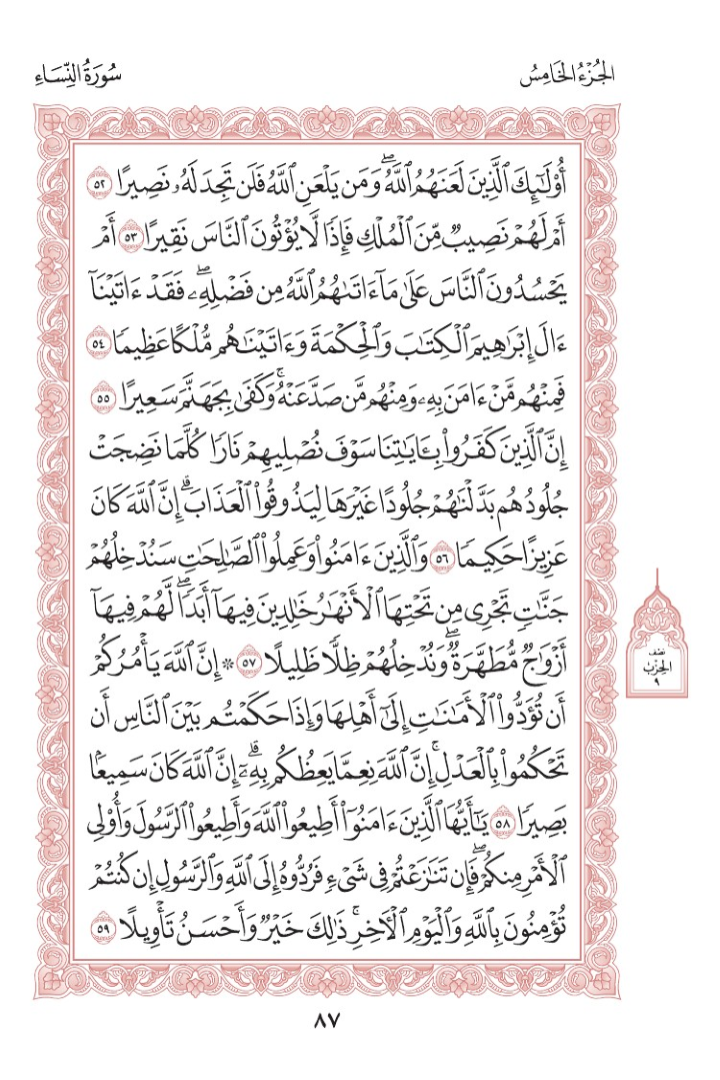 الجُزْءُ الخَامِسُ
سُورَةُ النِّسَاءِ
أُوْلَٰٓئِكَ ٱلَّذِينَ لَعَنَهُمُ ٱللَّهُۖ وَمَن يَلْعَنِ ٱللَّهُ فَلَن تَجِدَ لَهُۥ نَصِيرًا ٥٢
أَمْ لَهُمْ نَصِيبٞ مِّنَ ٱلْمُلْكِ فَإِذٗا لَّا يُؤْتُونَ ٱلنَّاسَ نَقِيرًا ٥٣ أَمْ
يَحْسُدُونَ ٱلنَّاسَ عَلَىٰ مَآ ءَاتَىٰهُمُ ٱللَّهُ مِن فَضْلِهِۦۖ فَقَدْ ءَاتَيْنَآ
ءَالَ إِبْرَٰهِيمَ ٱلْكِتَٰبَ وَٱلْحِكْمَةَ وَءَاتَيْنَٰهُم مُّلْكًا عَظِيمٗا ٥٤
فَمِنْهُم مَّنْ ءَامَنَ بِهِۦ وَمِنْهُم مَّن صَدَّ عَنْهُۚ وَكَفَىٰ بِجَهَنَّمَ سَعِيرًا ٥٥
إِنَّ ٱلَّذِينَ كَفَرُواْ بِـَٔايَٰتِنَا سَوْفَ نُصْلِيهِمْ نَارٗا كُلَّمَا نَضِجَتْ
جُلُودُهُم بَدَّلْنَٰهُمْ جُلُودًا غَيْرَهَا لِيَذُوقُواْ ٱلْعَذَابَۗ إِنَّ ٱللَّهَ كَانَ
عَزِيزًا حَكِيمٗا ٥٦ وَٱلَّذِينَ ءَامَنُواْ وَعَمِلُواْ ٱلصَّٰلِحَٰتِ سَنُدْخِلُهُمْ
جَنَّٰتٖ تَجْرِي مِن تَحْتِهَا ٱلْأَنْهَٰرُ خَٰلِدِينَ فِيهَآ أَبَدٗاۖ لَّهُمْ فِيهَآ
أَزْوَٰجٞ مُّطَهَّرَةٞۖ وَنُدْخِلُهُمْ ظِلّٗا ظَلِيلًا ٥٧ ۞ إِنَّ ٱللَّهَ يَأْمُرُكُمْ
أَن تُؤَدُّواْ ٱلْأَمَٰنَٰتِ إِلَىٰٓ أَهْلِهَا وَإِذَا حَكَمْتُم بَيْنَ ٱلنَّاسِ أَن
تَحْكُمُواْ بِٱلْعَدْلِۚ إِنَّ ٱللَّهَ نِعِمَّا يَعِظُكُم بِهِۦٓۗ إِنَّ ٱللَّهَ كَانَ سَمِيعَۢا
بَصِيرٗا ٥٨ يَٰٓأَيُّهَا ٱلَّذِينَ ءَامَنُوٓاْ أَطِيعُواْ ٱللَّهَ وَأَطِيعُواْ ٱلرَّسُولَ وَأُوْلِي
ٱلْأَمْرِ مِنكُمْۖ فَإِن تَنَٰزَعْتُمْ فِي شَيْءٖ فَرُدُّوهُ إِلَى ٱللَّهِ وَٱلرَّسُولِ إِن كُنتُمْ
تُؤْمِنُونَ بِٱللَّهِ وَٱلْيَوْمِ ٱلْأٓخِرِۚ ذَٰلِكَ خَيْرٞ وَأَحْسَنُ تَأْوِيلًا ٥٩
نصف
الحزب
٩
٨٧